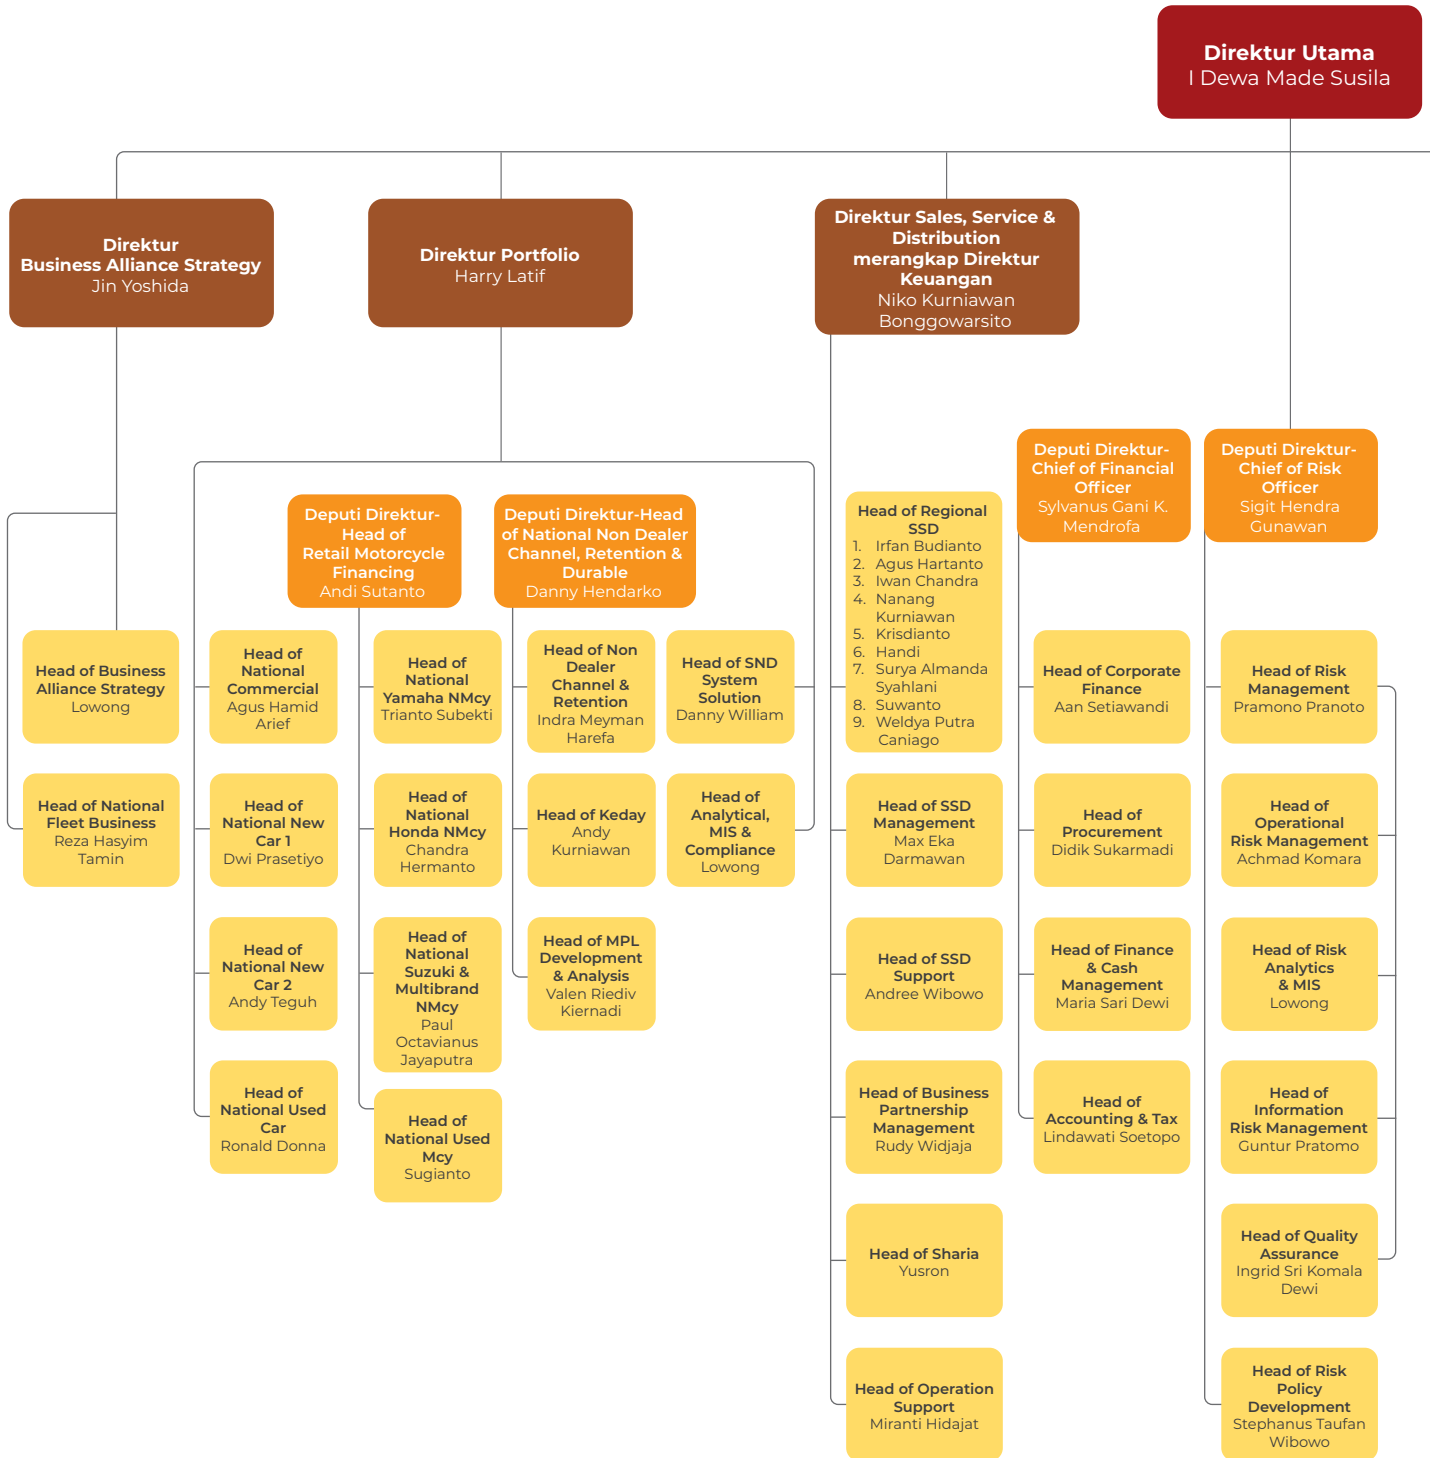 Direktur Utama
I Dewa Made Susila
Direktur
Business Alliance Strategy
Jin Yoshida
Direktur Portfolio
Harry Latif
Direktur Sales, Service &
Distribution
merangkap Direktur
Keuangan
Niko Kurniawan
Bonggowarsito
Deputi Direktur-
Chief of Financial
Officer
Sylvanus Gani K.
Mendrofa
Deputi Direktur-
Chief of Risk
Officer
Sigit Hendra
Gunawan
Deputi Direktur-
Head of
Retail Motorcycle
Financing
Andi Sutanto
Deputi Direktur-Head
of National Non Dealer
Channel, Retention &
Durable
Danny Hendarko
Head of Regional
SSD
1. Irfan Budianto
2. Agus Hartanto
3. Iwan Chandra
4. Nanang
Kurniawan
5. Krisdianto
6. Handi
7. Surya Almanda
Syahlani
8. Suwanto
9. Weldya Putra
Caniago
Head of Business
Alliance Strategy
Lowong
Head of
National
Commercial
Agus Hamid
Arief
Head of
National
Yamaha NMcy
Trianto Subekti
Head of Non
Dealer
Channel &
Retention
Indra Meyman
Harefa
Head of SND
System
Solution
Danny William
Head of Corporate
Finance
Aan Setiawandi
Head of Risk
Management
Pramono Pranoto
Head of National
Fleet Business
Reza Hasyim
Tamin
Head of
National New
Car 1
Dwi Prasetiyo
Head of
National
Honda NMcy
Chandra
Hermanto
Head of Keday
Andy
Kurniawan
Head of
Analytical,
MIS &
Compliance
Lowong
Head of SSD
Management
Max Eka
Darmawan
Head of
Procurement
Didik Sukarmadi
Head of
Operational
Risk Management
Achmad Komara
Head of
National New
Car 2
Andy Teguh
Head of
National
Suzuki &
Multibrand
NMcy
Paul
Octavianus
Jayaputra
Head of MPL
Development
& Analysis
Valen Riediv
Kiernadi
Head of SSD
Support
Andree Wibowo
Head of Finance
& Cash
Management
Maria Sari Dewi
Head of Risk
Analytics
& MIS
Lowong
Head of
National Used
Car
Ronald Donna
Head of
National Used
Mcy
Sugianto
Head of Business
Partnership
Management
Rudy Widjaja
Head of
Accounting & Tax
Lindawati Soetopo
Head of
Information
Risk Management
Guntur Pratomo
Head of Sharia
Yusron
Head of Quality
Assurance
Ingrid Sri Komala
Dewi
Head of Operation
Support
Miranti Hidajat
Head of Risk
Policy
Development
Stephanus Taufan
Wibowo